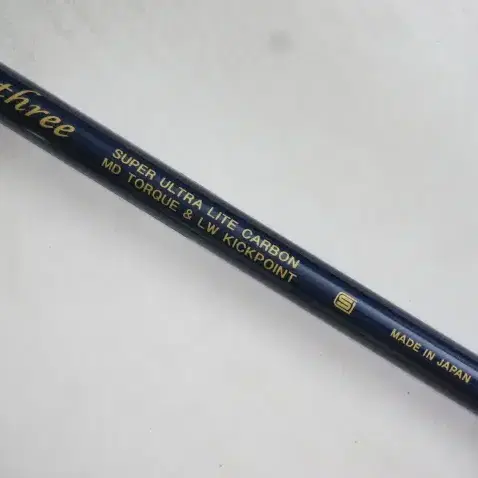 three
SUPER ULTRA LITE CARBON
MD TORQUE & LW KICKPOINT
S
MADE IN JAPAN